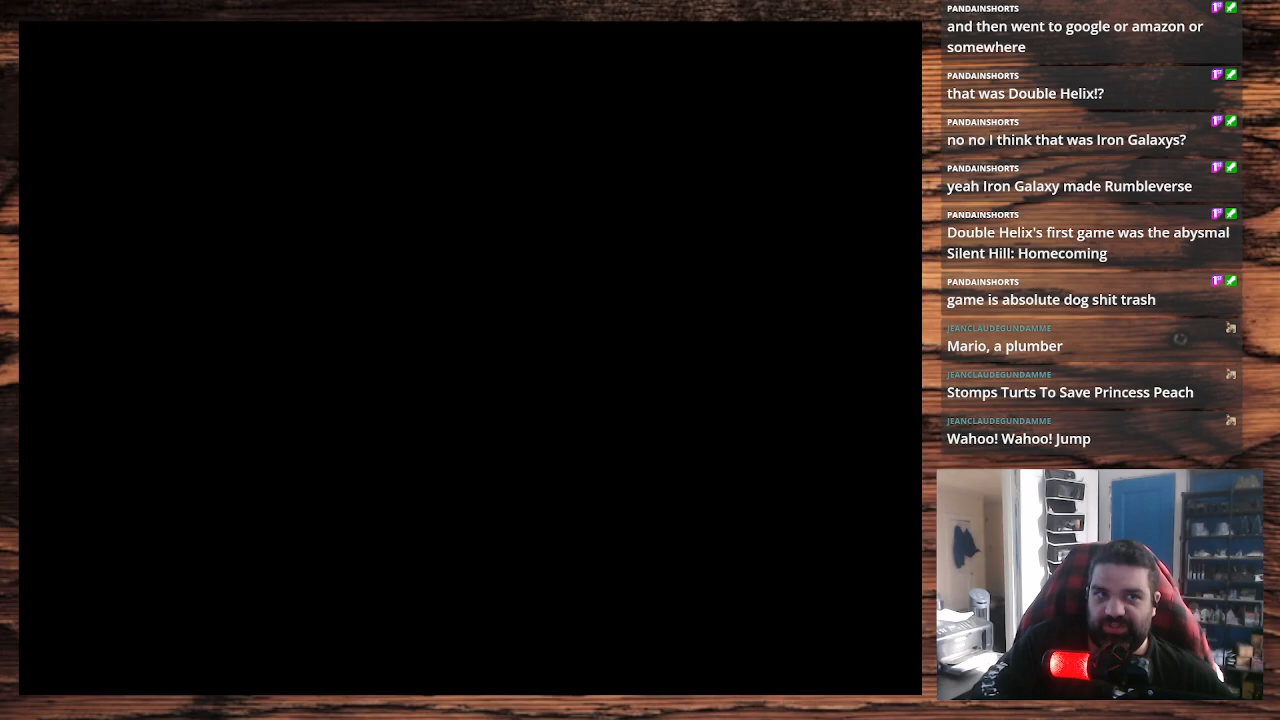 PANDAINSHORTS
and then went to google or amazon or
somewhere
PANDAINSHORTS
that was Double Helix!?
PANDAINSHORTS
no no I think that was Iron Galaxys?
PANDAINSHORTS
yeah Iron Galaxy made Rumbleverse
PANDAINSHORTS
Double Helix's first game was the abysmal
Silent Hill: Homecoming
PANDAINSHORTS
game is absolute dog shit trash
JEANCLAUDEGUNDAMME
Mario, a plumber
JEANCLAUDEGUNDAMME
Stomps Turts To Save Princess Peach
JEANCLAUDEGUNDAMME
Wahoo! Wahoo! Jump